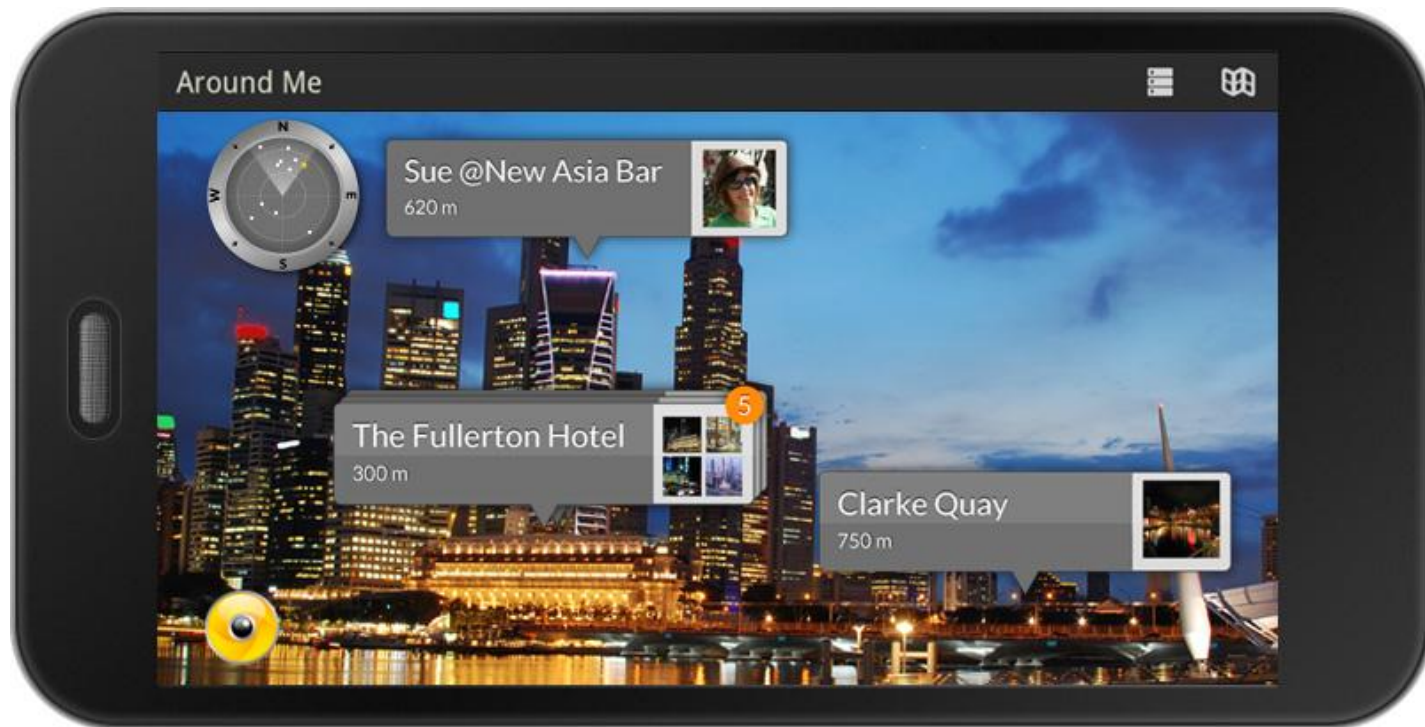 Around Me
N
W
m
S
Sue @New Asia Bar
620 m
5
The Fullerton Hotel
300 m
Clarke Quay
750 m